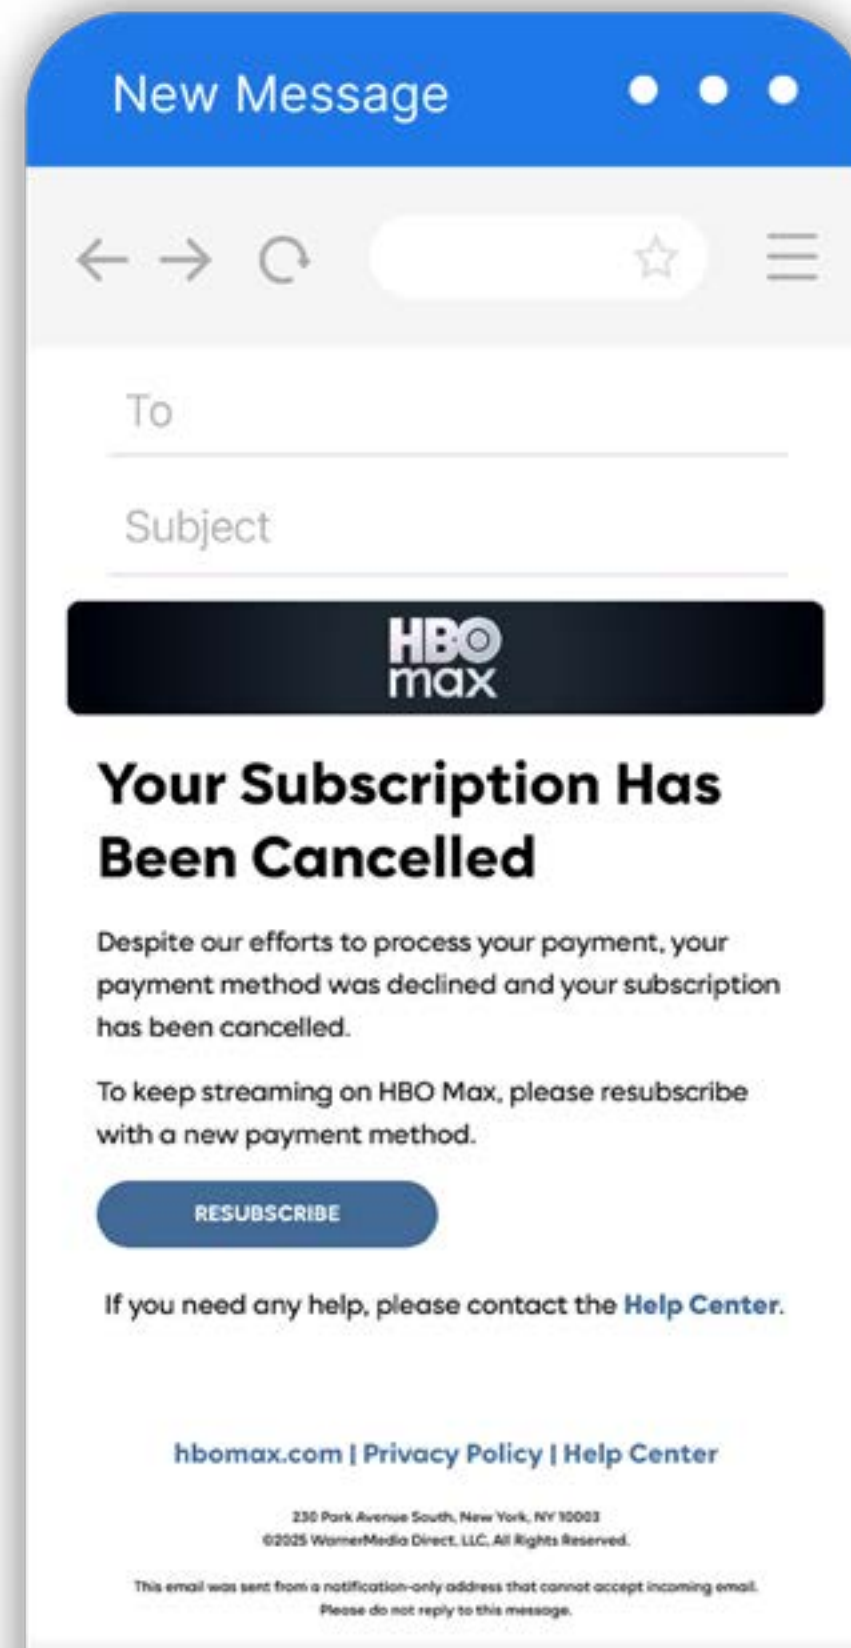 New Message
To
Subject
HBO
max
Your Subscription Has
Been Cancelled
Despite our efforts to process your payment, your
payment method was declined and your subscription
has been cancelled.
To keep streaming on HBO Max, please resubscribe
with a new payment method.
RESUBSCRIBE
If you need any help, please contact the Help Center.
hbomax.com | Privacy Policy | Help Center
230 Park Avenue South, New York, NY 10003
©2025 WarnerMedia Direct, LLC, All Rights Reserved.
This email was sent from a notification-only address that cannot accept incoming email.
Please do not reply to this message.